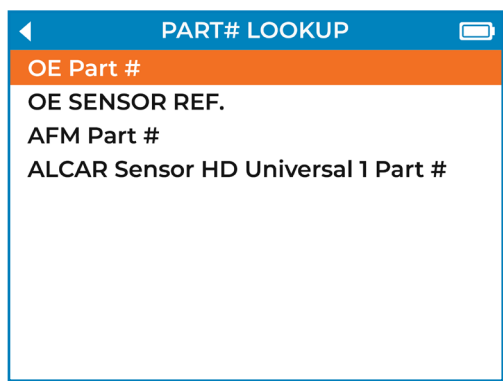 PART# LOOKUP
OE Part #
OE SENSOR REF.
AFM Part #
ALCAR Sensor HD Universal 1 Part #